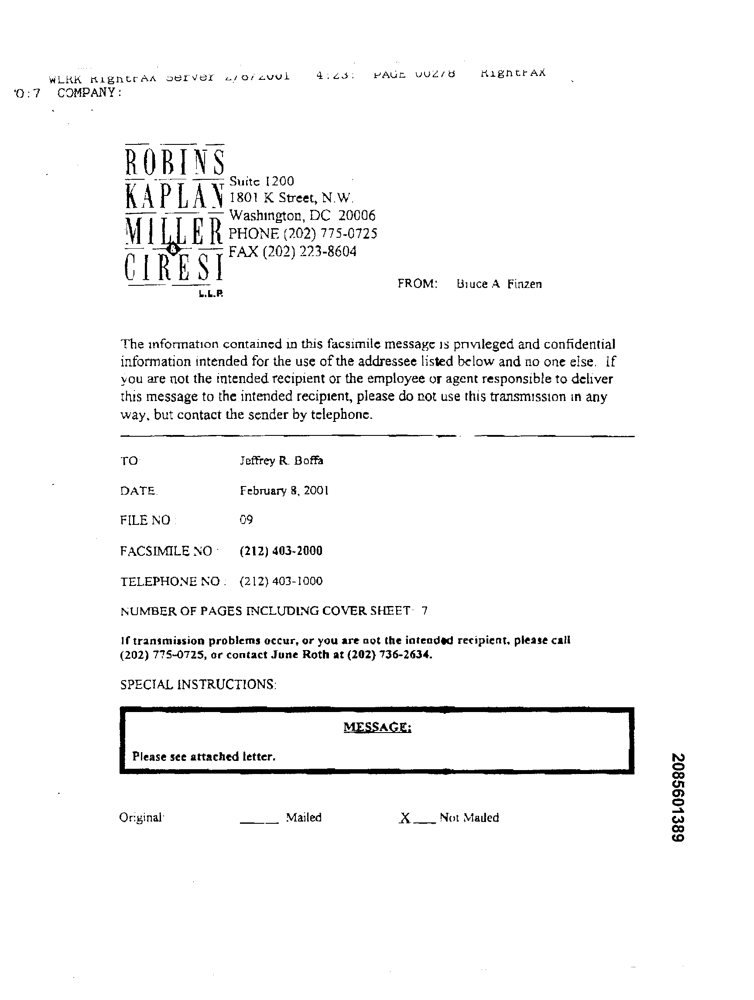 WLRK RightFAX Server 2/8/2001 4:23: PAGE 002/8 RightFAX
O:7 COMPANY:
ROBINS
KAPLAN
MILLER
&
CIRESI
L.L.P.
Suite 1200
1801 K Street, N.W.
Washington, DC 20006
PHONE (202) 775-0725
FAX (202) 223-8604
FROM: Bruce A Finzen
The information contained in this facsimile message is privileged and confidential
information intended for the use of the addressee listed below and no one else. If
you are not the intended recipient or the employee or agent responsible to deliver
this message to the intended recipient, please do not use this transmission in any
way, but contact the sender by telephone.
TO Jeffrey R. Boffa
DATE. February 8, 2001
FILE NO 09
FACSIMILE NO (212) 403-2000
TELEPHONE NO. (212) 403-1000
NUMBER OF PAGES INCLUDING COVER SHEET 7
If transmission problems occur, or you are not the intended recipient, please call
(202) 775-0725, or contact June Roth at (202) 736-2634.
SPECIAL INSTRUCTIONS:
MESSAGE:
Please see attached letter.
Original ____ Mailed X __ Not Mailed
2085601389